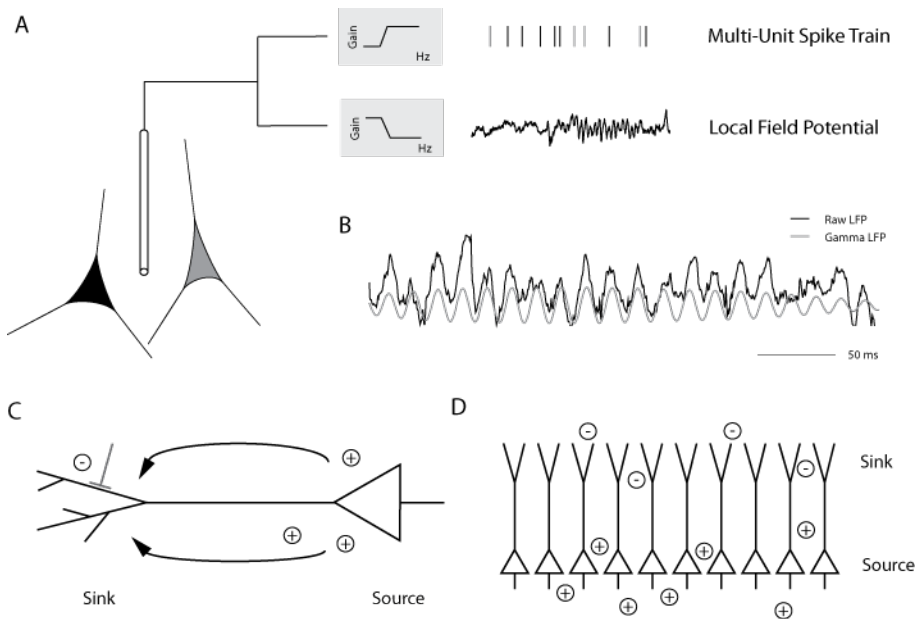 A
Gain
Hz
Multi-Unit Spike Train
Gain
Hz
Local Field Potential
B
Raw LFP
Gamma LFP
50 ms
C
-
+
+
+
Sink
Source
D
- -
Sink
- -
+
+ +
Source
+ + + +